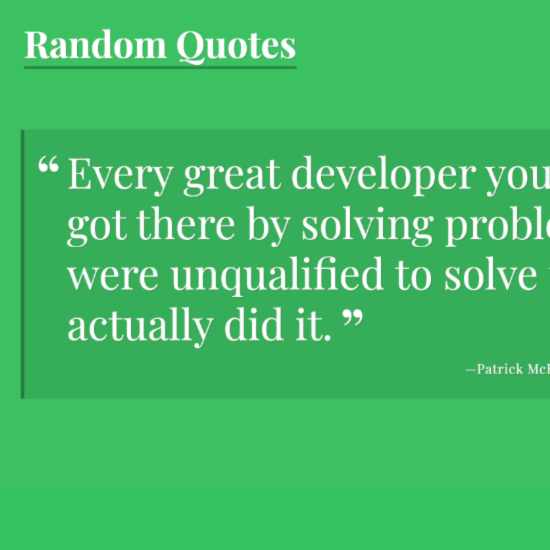 Random Quotes
“ Every great developer you
got there by solving
were unqualified to solve
actually did it. ”
—Patrick